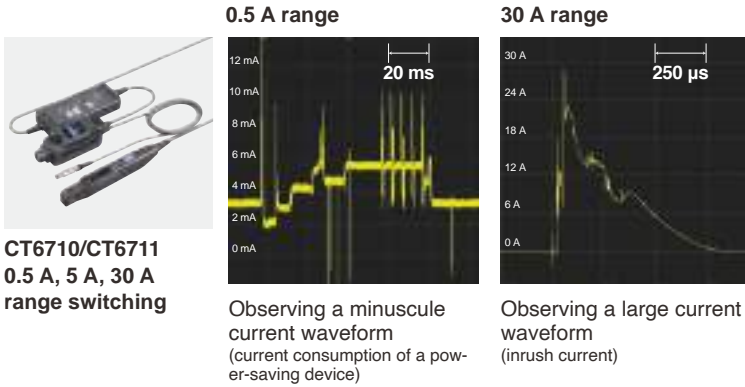 0.5 A range
30 A range
12 mA
10 mA
8 mA
6 mA
4 mA
2 mA
0 mA
20 ms
30 A
24 A
18 A
12 A
6 A
0 A
250 µs
CT6710/CT6711
0.5 A, 5 A, 30 A
range switching
Observing a minuscule
current waveform
(current consumption of a pow-
er-saving device)
Observing a large current
waveform
(inrush current)